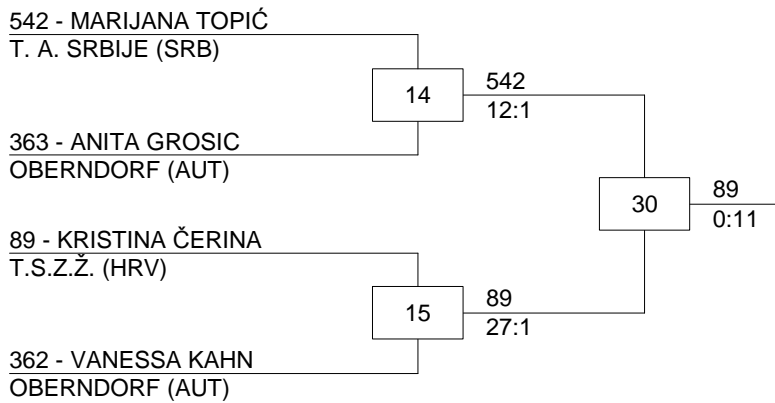 542 - MARIJANA TOPIĆ
T. A. SRBIJE (SRB)
14
542
12:1
363 - ANITA GROSIC
OBERNDORF (AUT)
30
89
0:11
89 - KRISTINA ČERINA
T.S.Z.Ž. (HRV)
15
89
27:1
362 - VANESSA KAHN
OBERNDORF (AUT)